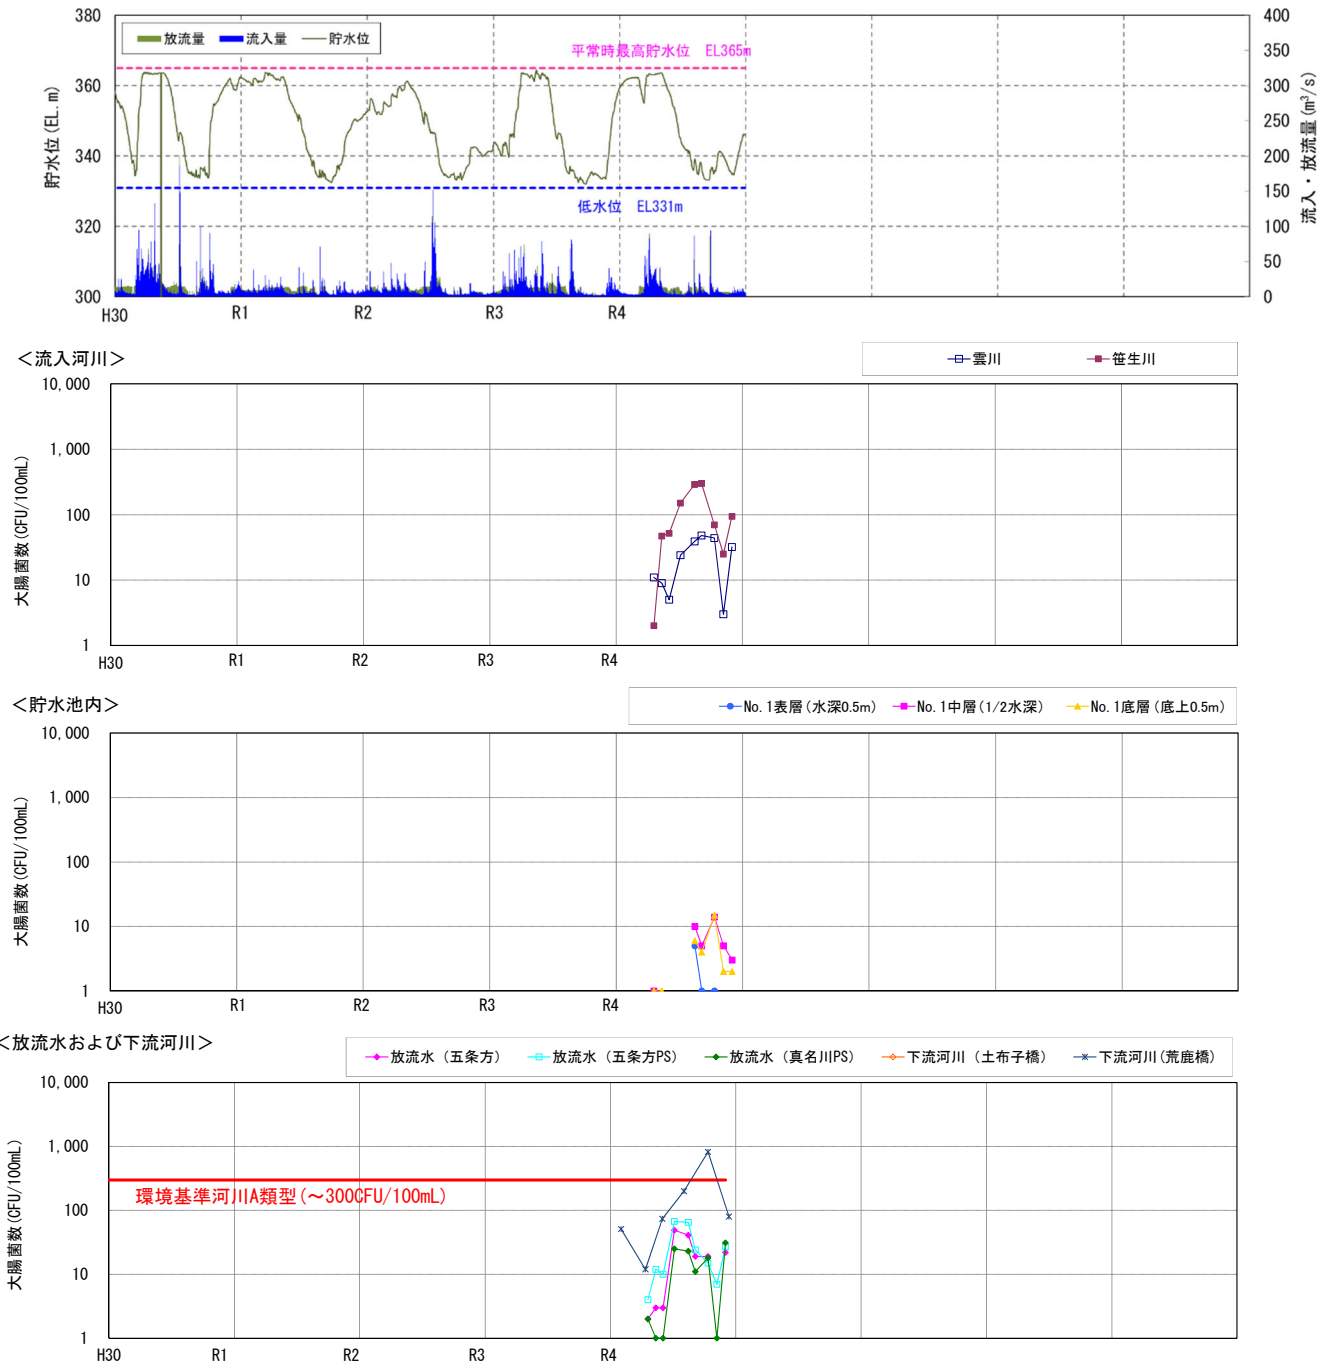 380
400
放流量 流入量 貯水位
平常時最高貯水位 EL365m
350
360
300
250
340
200
150
低水位 EL331m
320
100
50
300
0
貯水位(EL.m)
流入・放流量(m³/s)
H30 R1 R2 R3 R4
＜流入河川＞
雲川 笹生川
10,000
1,000
100
10
1
大腸菌数(CFU/100mL)
H30 R1 R2 R3 R4
＜貯水池内＞
No.1表層(水深0.5m) No.1中層(1/2水深) No.1底層(底上0.5m)
10,000
1,000
100
10
1
大腸菌数(CFU/100mL)
H30 R1 R2 R3 R4
＜放流水および下流河川＞
放流水（五条方） 放流水（五条方PS） 放流水（真名川PS） 下流河川（土布子橋） 下流河川(荒鹿橋)
10,000
1,000
環境基準河川A類型(～300CFU/100mL)
100
10
1
大腸菌数(CFU/100mL)
H30 R1 R2 R3 R4